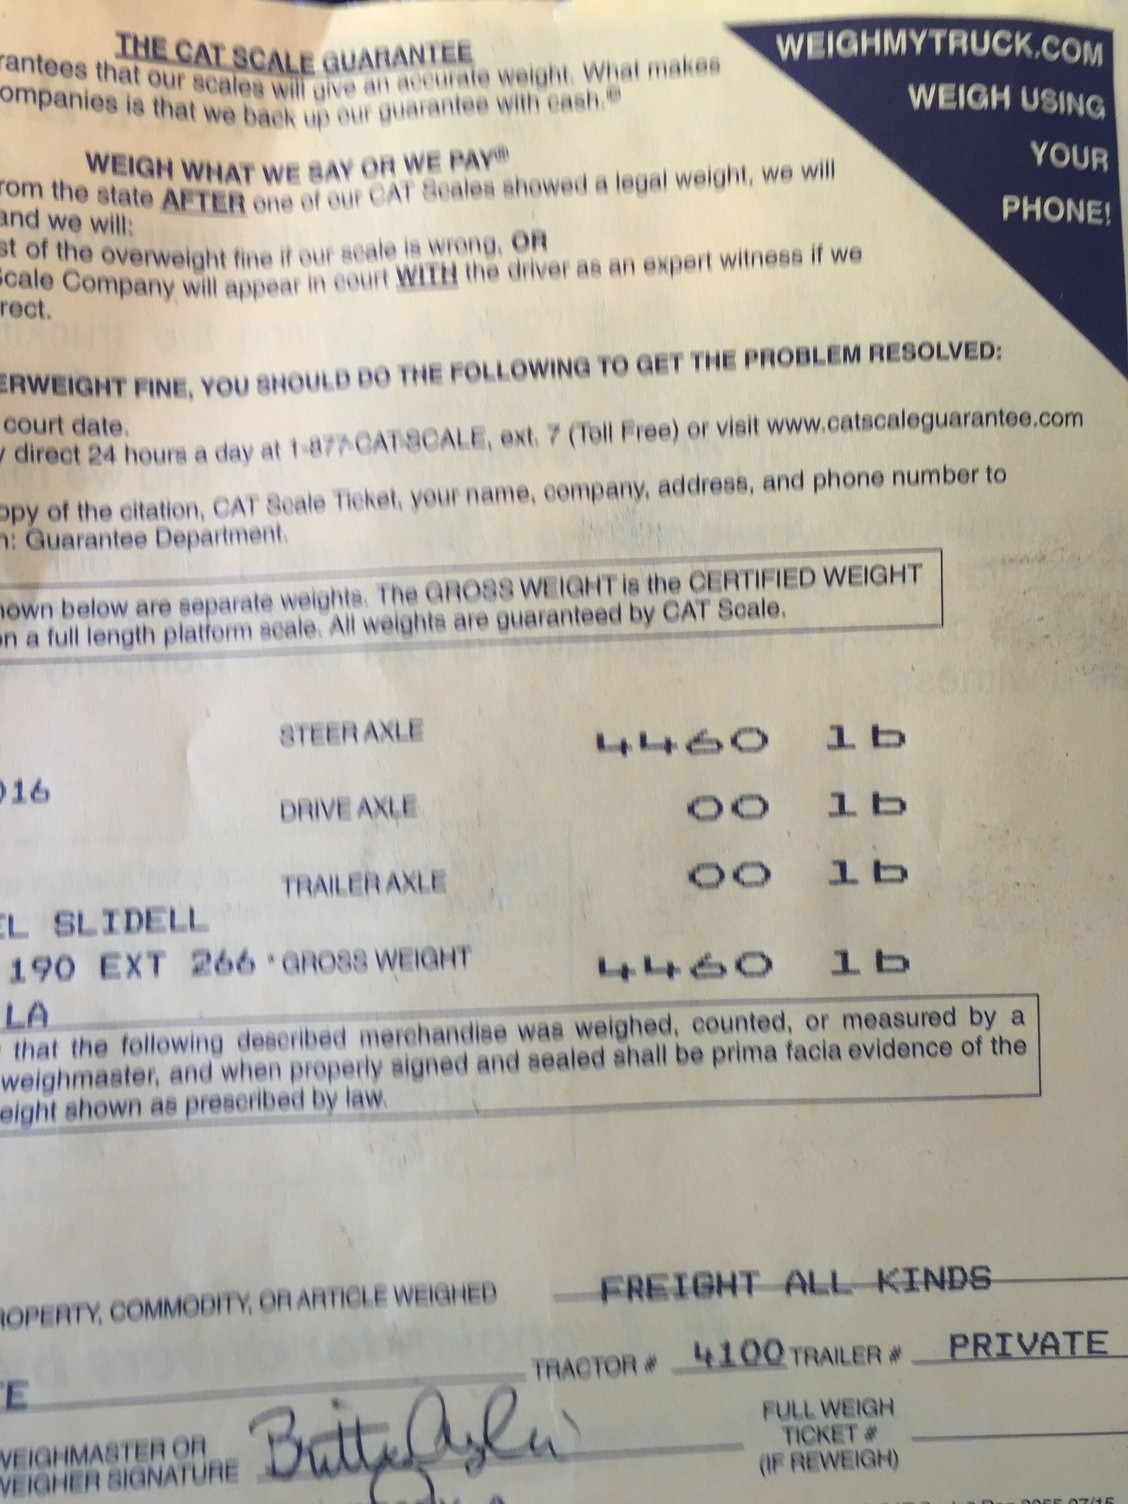 THE CAT SCALE GUARANTEE
WEIGHMYTRUCK.COM
WEIGH USING
YOUR
PHONE!
rantees that our scales will give an accurate weight. What makes
ompanies is that we back up our guarantee with cash.®
WEIGH WHAT WE SAY OR WE PAY®
rom the state AFTER one of our CAT Scales showed a legal weight, we will
and we will:
st of the overweight fine if our scale is wrong, OR
Scale Company will appear in court WITH the driver as an expert witness if we
rect.
ERWEIGHT FINE, YOU SHOULD DO THE FOLLOWING TO GET THE PROBLEM RESOLVED:
court date.
y direct 24 hours a day at 1-877-CAT-SCALE, ext. 7 (Toll Free) or visit www.catscaleguarantee.com
opy of the citation, CAT Scale Ticket, your name, company, address, and phone number to
n: Guarantee Department.
hown below are separate weights. The GROSS WEIGHT is the CERTIFIED WEIGHT
on a full length platform scale. All weights are guaranteed by CAT Scale.
STEER AXLE 4460 lb
016
DRIVE AXLE 00 lb
TRAILER AXLE 00 lb
EL SLIDELL
190 EXT 266 GROSS WEIGHT 4460 lb
LA
that the following described merchandise was weighed, counted, or measured by a
weighmaster, and when properly signed and sealed shall be prima facia evidence of the
eight shown as prescribed by law.
ROPERTY, COMMODITY, OR ARTICLE WEIGHED FREIGHT ALL KINDS
TE TRACTOR # 4100 TRAILER # PRIVATE
WEIGHMASTER OR
WEIGHER SIGNATURE
FULL WEIGH
TICKET #
(IF REWEIGH)